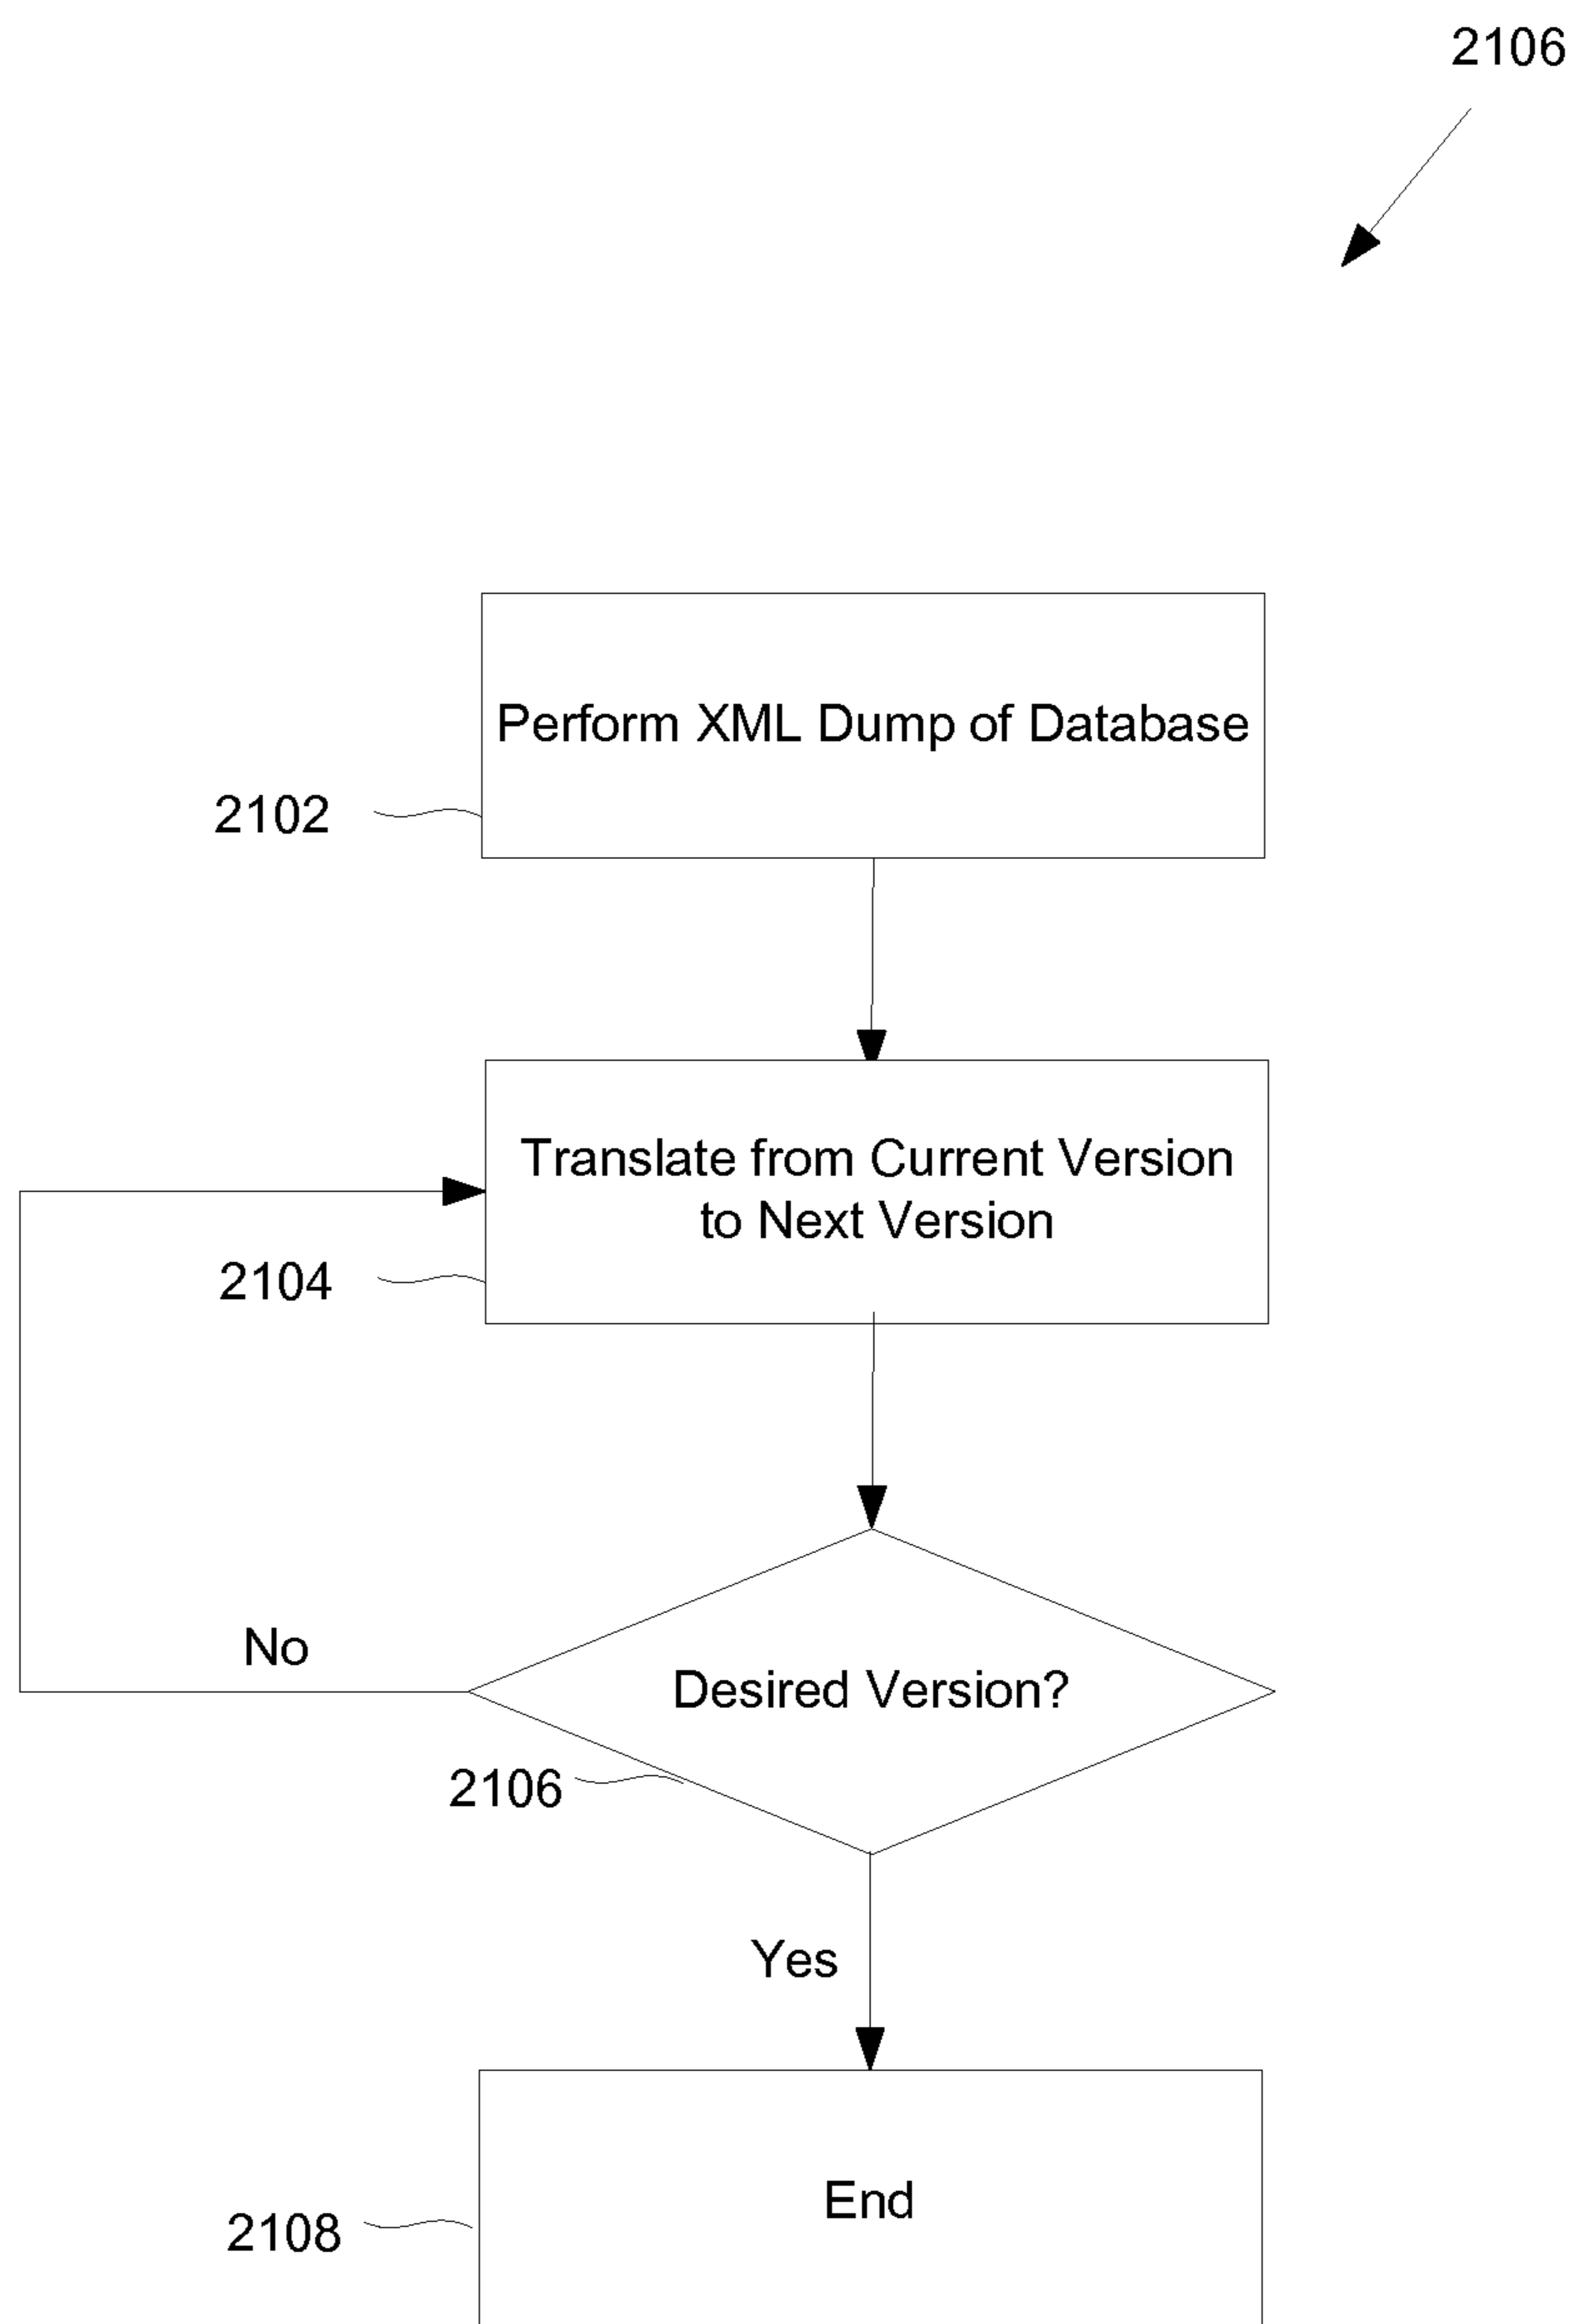 2106
Perform XML Dump of Database
2102
Translate from Current Version
to Next Version
2104
No
Desired Version?
2106
Yes
End
2108